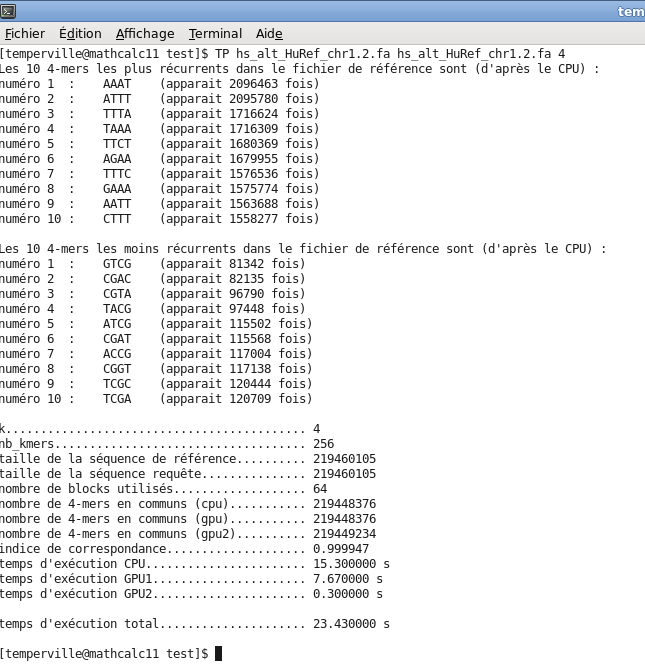 tem
Fichier Édition Affichage Terminal Aide
[temperville@mathcalc11 test]$ TP hs_alt_HuRef_chr1.2.fa hs_alt_HuRef_chr1.2.fa 4
Les 10 4-mers les plus récurrents dans le fichier de référence sont (d'après le CPU) :
numéro 1  :    AAAT    (apparait 2096463 fois)
numéro 2  :    ATTT    (apparait 2095780 fois)
numéro 3  :    TTTA    (apparait 1716624 fois)
numéro 4  :    TAAA    (apparait 1716309 fois)
numéro 5  :    TTCT    (apparait 1680369 fois)
numéro 6  :    AGAA    (apparait 1679955 fois)
numéro 7  :    TTTC    (apparait 1576536 fois)
numéro 8  :    GAAA    (apparait 1575774 fois)
numéro 9  :    AATT    (apparait 1563688 fois)
numéro 10 :    CTTT    (apparait 1558277 fois)
Les 10 4-mers les moins récurrents dans le fichier de référence sont (d'après le CPU) :
numéro 1  :    GTCG    (apparait 81342 fois)
numéro 2  :    CGAC    (apparait 82135 fois)
numéro 3  :    CGTA    (apparait 96790 fois)
numéro 4  :    TACG    (apparait 97448 fois)
numéro 5  :    ATCG    (apparait 115502 fois)
numéro 6  :    CGAT    (apparait 115568 fois)
numéro 7  :    ACCG    (apparait 117004 fois)
numéro 8  :    CGGT    (apparait 117138 fois)
numéro 9  :    TCGC    (apparait 120444 fois)
numéro 10 :    TCGA    (apparait 120709 fois)
k........................................... 4
nb_kmers.................................... 256
taille de la séquence de référence.......... 219460105
taille de la séquence requête............... 219460105
nombre de blocks utilisés................... 64
nombre de 4-mers en communs (cpu)........... 219448376
nombre de 4-mers en communs (gpu)........... 219448376
nombre de 4-mers en communs (gpu2).......... 219449234
indice de correspondance.................... 0.999947
temps d'exécution CPU....................... 15.300000 s
temps d'exécution GPU1...................... 7.670000 s
temps d'exécution GPU2...................... 0.300000 s
temps d'exécution total..................... 23.430000 s
[temperville@mathcalc11 test]$